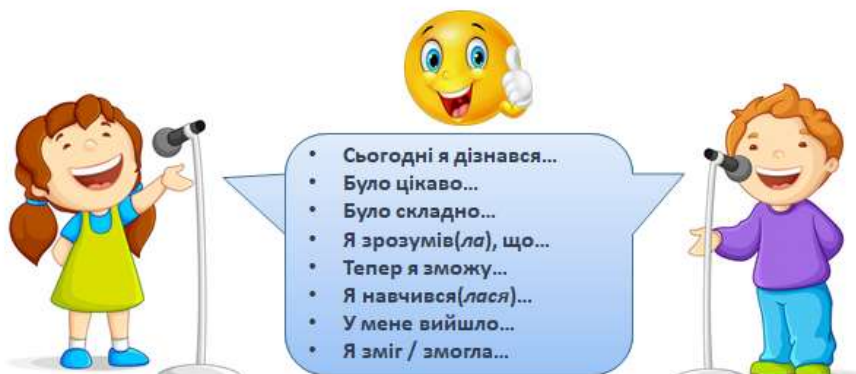 • Сьогодні я дізнався...
• Було цікаво...
• Було складно...
• Я зрозумів(ла), що...
• Тепер я зможу...
• Я навчився(лася)...
• У мене вийшло...
• Я зміг / змогла...